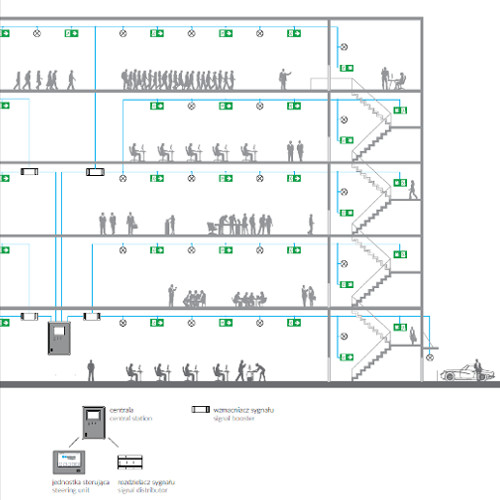 centrala
central station
wzmacniacz sygnału
signal booster
jednostka sterująca
steering unit
rozdzielacz sygnału
signal distributor